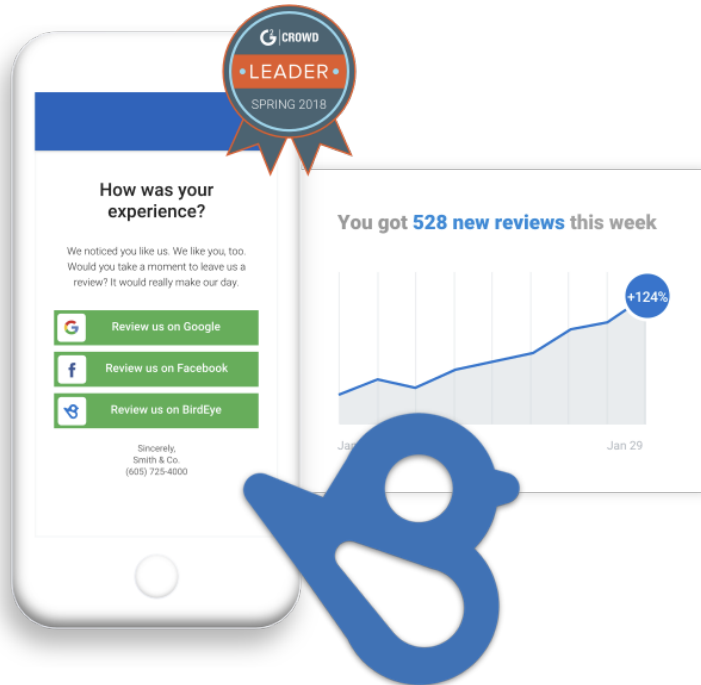 G2 | CROWD
LEADER
SPRING 2018
How was your
experience?
We noticed you like us. We like you, too.
Would you take a moment to leave us a
review? It would really make our day.
Review us on Google
Review us on Facebook
Review us on BirdEye
Sincerely,
Smith & Co.
(605) 725-4000
You got 528 new reviews this week
+124%
Jan 29